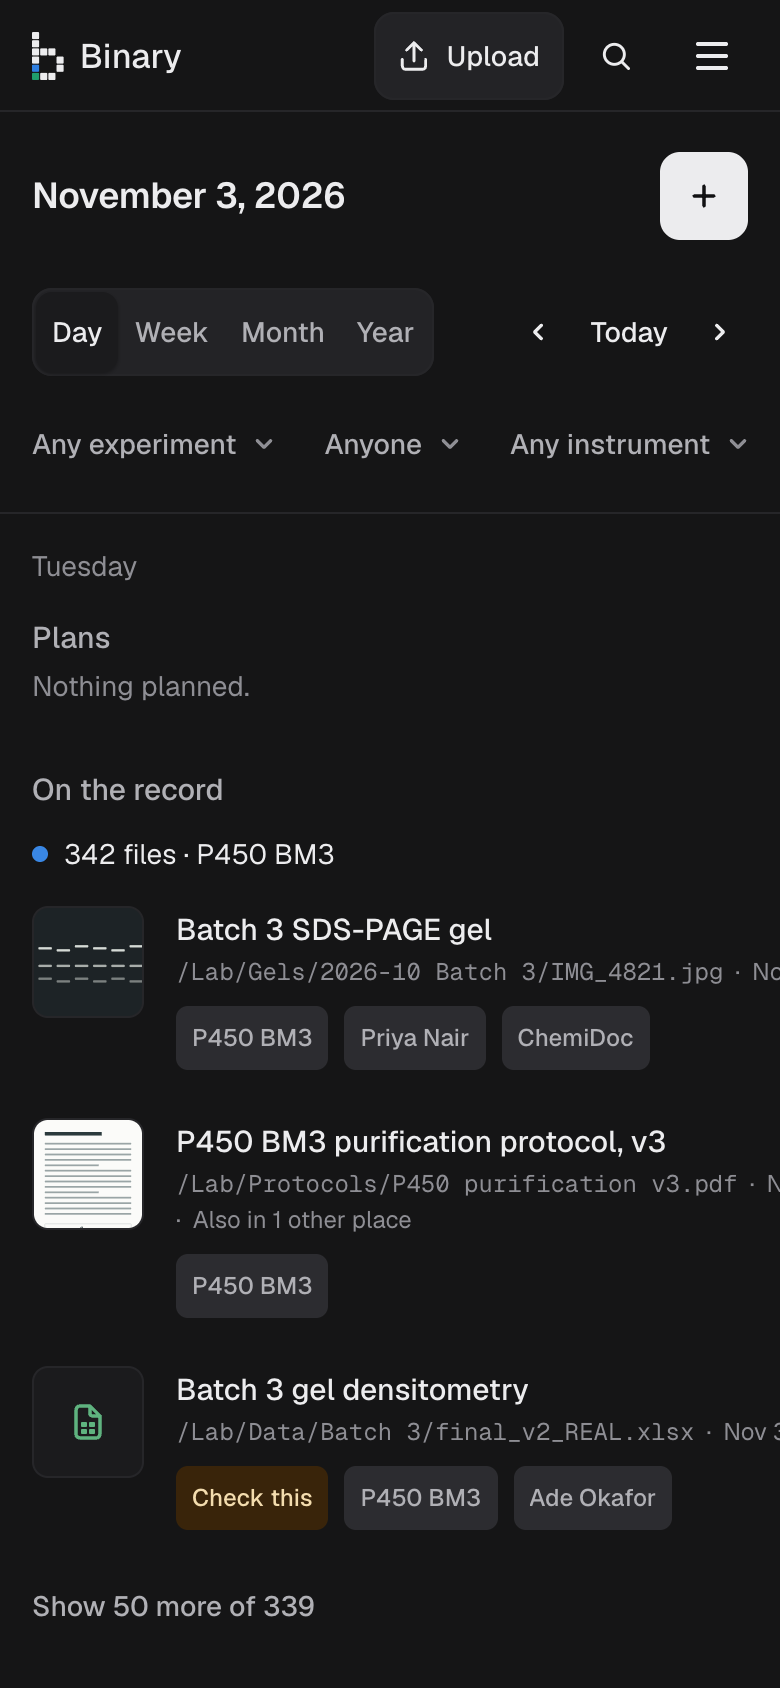 Binary
Upload
November 3, 2026
Day Week Month Year
Today
Any experiment Anyone Any instrument
Tuesday
Plans
Nothing planned.
On the record
342 files · P450 BM3
Batch 3 SDS-PAGE gel
/Lab/Gels/2026-10 Batch 3/IMG_4821.jpg · No
P450 BM3 Priya Nair ChemiDoc
P450 BM3 purification protocol, v3
/Lab/Protocols/P450 purification v3.pdf · N
· Also in 1 other place
P450 BM3
Batch 3 gel densitometry
/Lab/Data/Batch 3/final_v2_REAL.xlsx · Nov 3
Check this P450 BM3 Ade Okafor
Show 50 more of 339